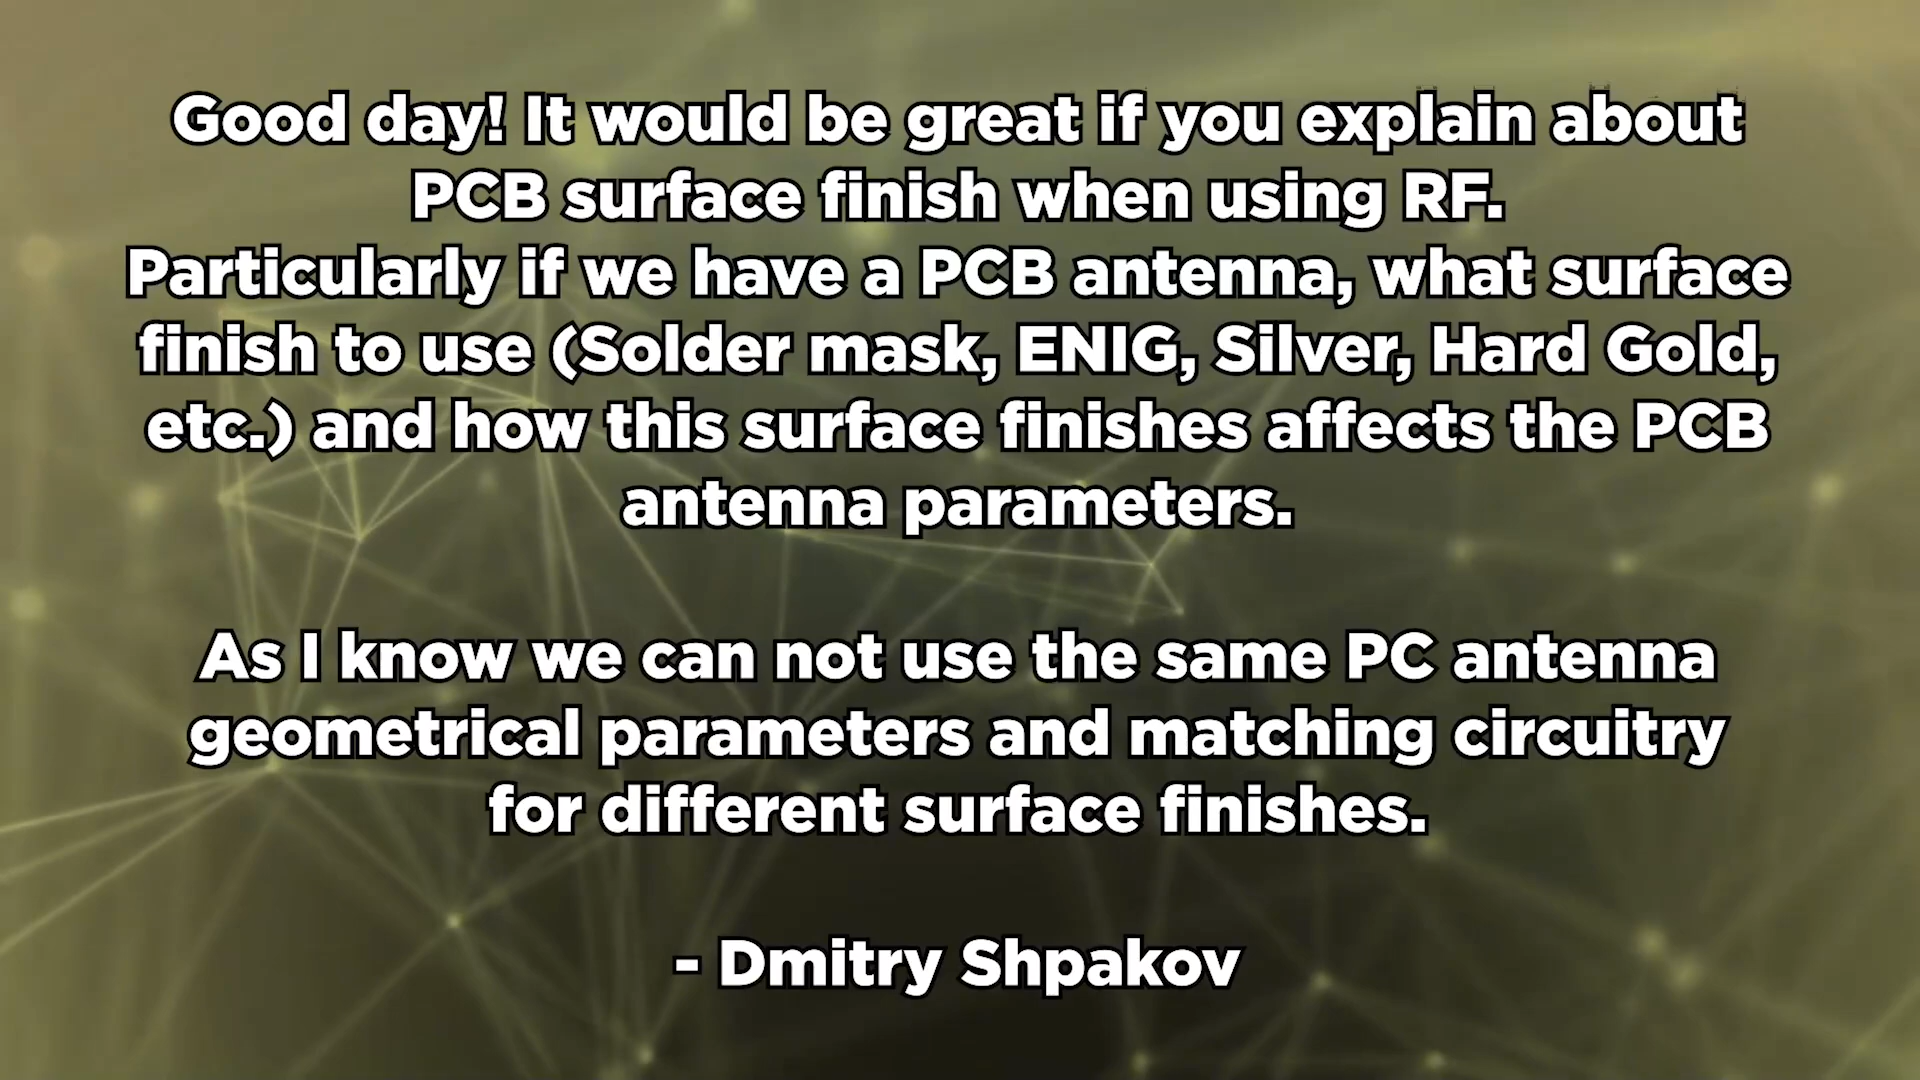 Good day! It would be great if you explain about
PCB surface finish when using RF.
Particularly if we have a PCB antenna, what surface
finish to use (Solder mask, ENIG, Silver, Hard Gold,
etc.) and how this surface finishes affects the PCB
antenna parameters.
As I know we can not use the same PC antenna
geometrical parameters and matching circuitry
for different surface finishes.
- Dmitry Shpakov